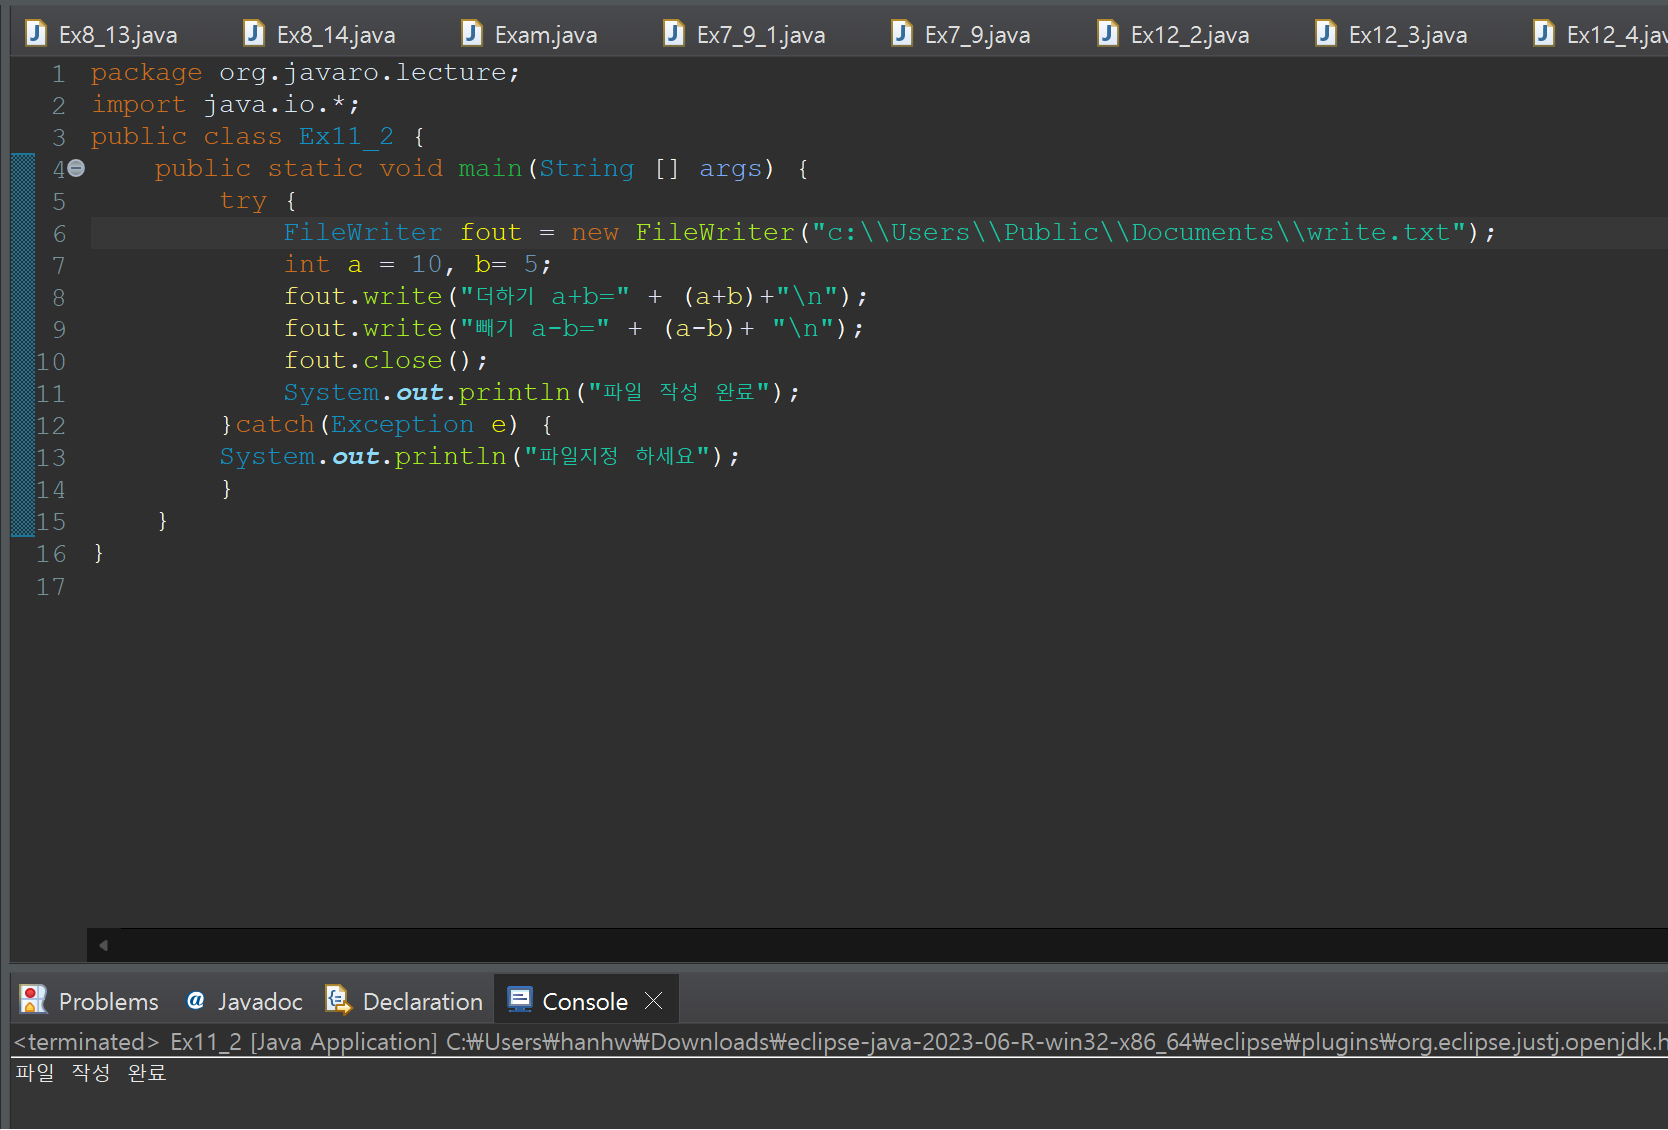 Ex8_13.java Ex8_14.java Exam.java Ex7_9_1.java Ex7_9.java Ex12_2.java Ex12_3.java Ex12_4.jav
1 package org.javaro.lecture;
2 import java.io.*;
3 public class Ex11_2 {
4 public static void main(String [] args) {
5 try {
6 FileWriter fout = new FileWriter("c:\\Users\\Public\\Documents\\write.txt");
7 int a = 10, b= 5;
8 fout.write("더하기 a+b=" + (a+b)+"\n");
9 fout.write("빼기 a-b=" + (a-b)+ "\n");
10 fout.close();
11 System.out.println("파일 작성 완료");
12 }catch(Exception e) {
13 System.out.println("파일지정 하세요");
14 }
15 }
16 }
17
Problems @ Javadoc Declaration Console
<terminated> Ex11_2 [Java Application] C:₩Users₩hanhw₩Downloads₩eclipse-java-2023-06-R-win32-x86_64₩eclipse₩plugins₩org.eclipse.justj.openjdk.h
파일 작성 완료